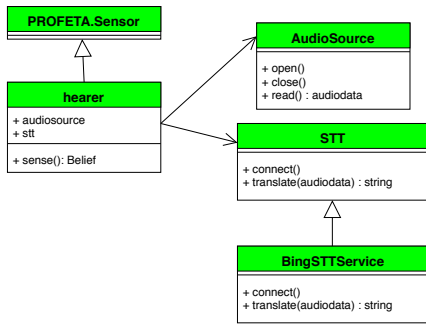 PROFETA.Sensor
hearer
+ audiosource
+ stt
+ sense(): Belief
AudioSource
+ open()
+ close()
+ read() : audiodata
STT
+ connect()
+ translate(audiodata) : string
BingSTTService
+ connect()
+ translate(audiodata) : string